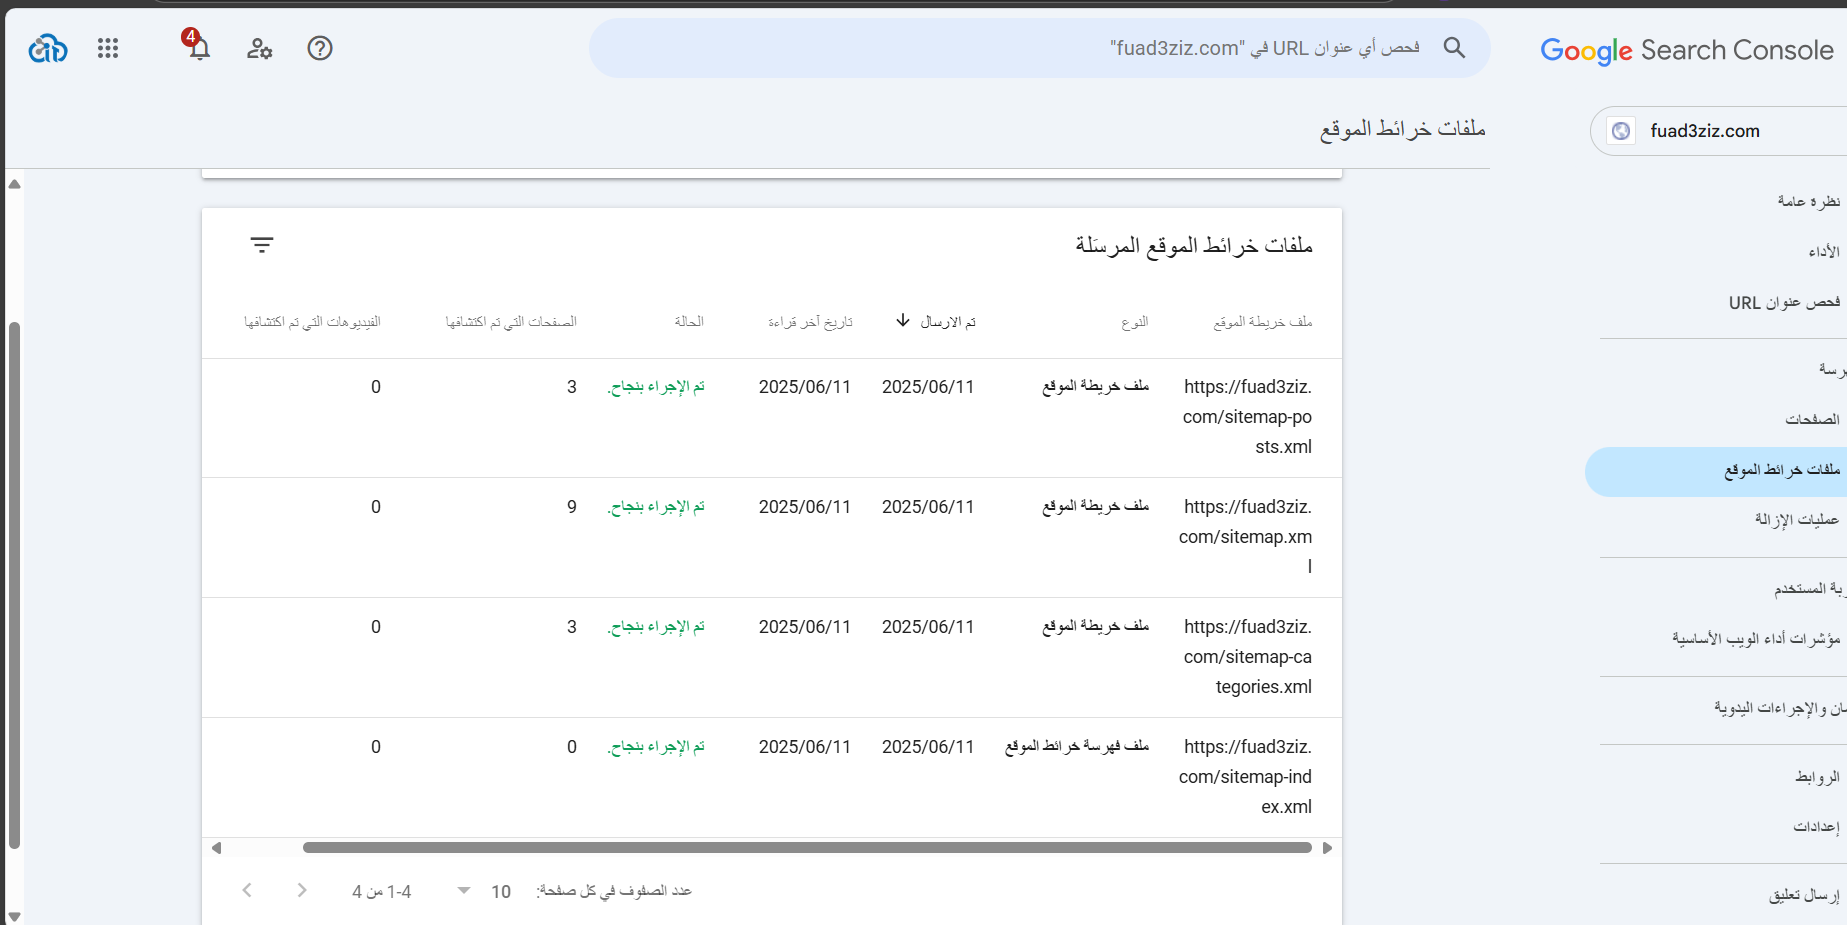 Google Search Console
فحص أي عنوان URL في "fuad3ziz.com"
4
fuad3ziz.com
ملفات خرائط الموقع
نظرة عامة
الأداء
فحص عنوان URL
الصفحات
ملفات خرائط الموقع
عمليات الإزالة
المستخدم
مؤشرات أداء الويب الأساسية
والإجراءات اليدوية
الروابط
إعدادات
إرسال تعليق
ملفات خرائط الموقع المرسَلة
ملف خريطة الموقع النوع تم الارسال تاريخ آخر قراءة الحالة الصفحات التي تم اكتشافها الفيديوهات التي تم اكتشافها
https://fuad3ziz. ملف خريطة الموقع 2025/06/11 2025/06/11 تم الإجراء بنجاح. 3 0
com/sitemap-po
sts.xml
https://fuad3ziz. ملف خريطة الموقع 2025/06/11 2025/06/11 تم الإجراء بنجاح. 9 0
com/sitemap.xm
l
https://fuad3ziz. ملف خريطة الموقع 2025/06/11 2025/06/11 تم الإجراء بنجاح. 3 0
com/sitemap-ca
tegories.xml
https://fuad3ziz. ملف فهرسة خرائط الموقع 2025/06/11 2025/06/11 تم الإجراء بنجاح. 0 0
com/sitemap-ind
ex.xml
عدد الصفوف في كل صفحة: 10 1-4 من 4